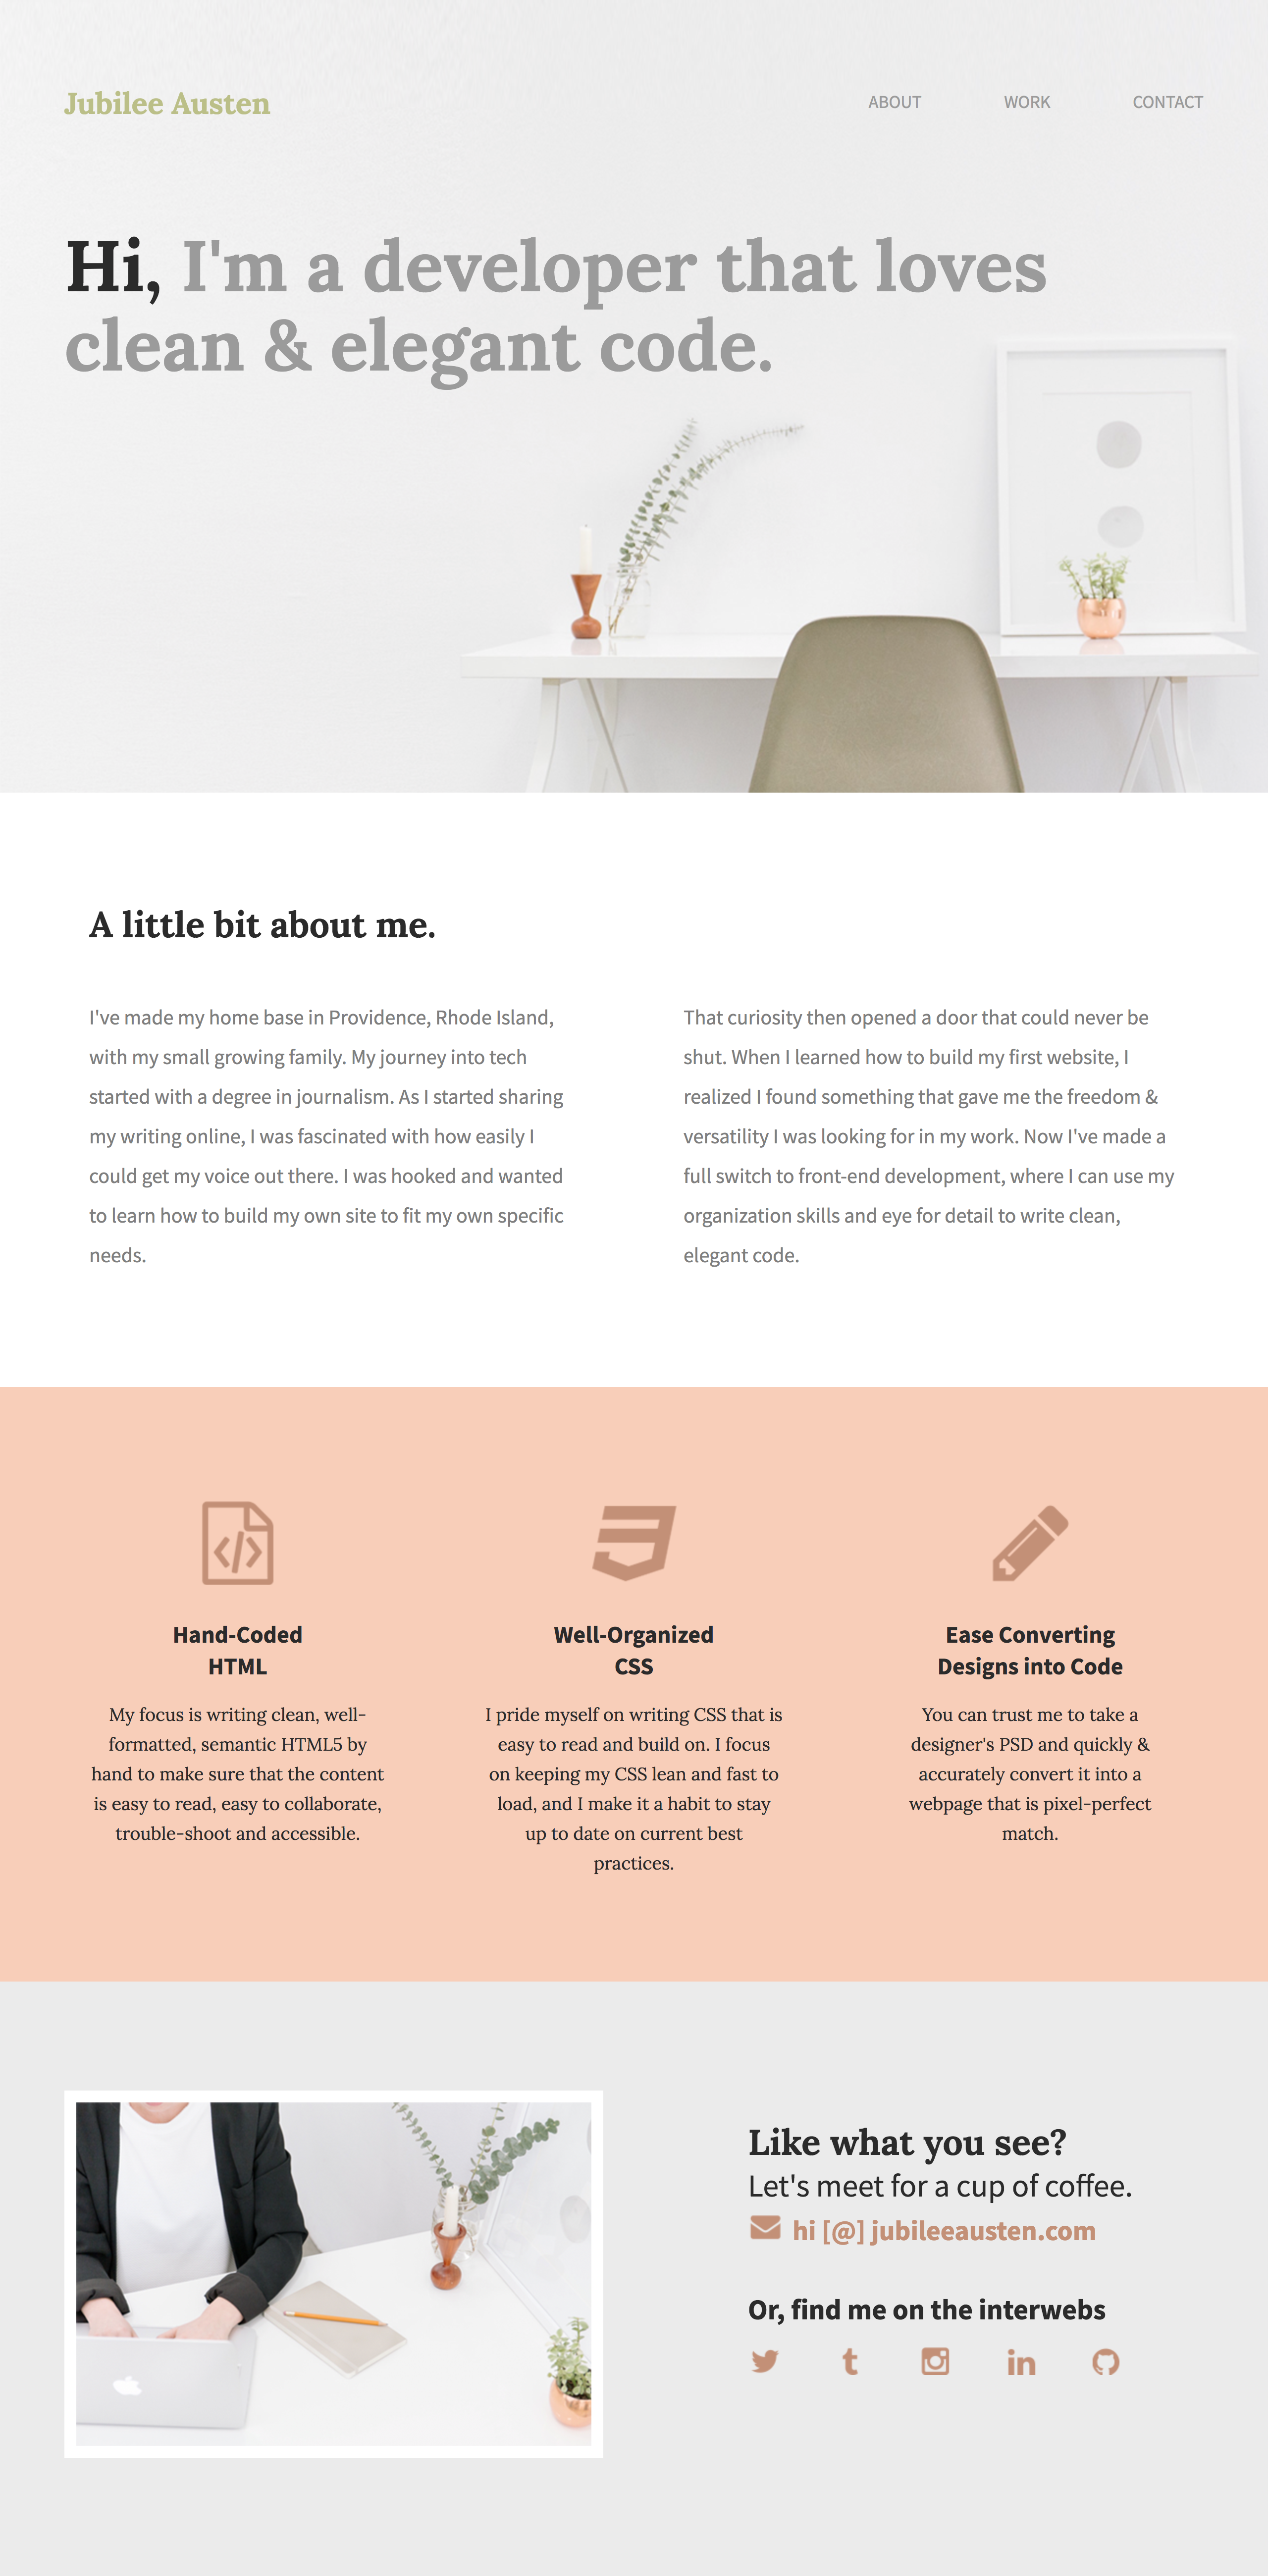 Jubilee Austen
ABOUT WORK CONTACT
Hi, I'm a developer that loves
clean & elegant code.
A little bit about me.
I've made my home base in Providence, Rhode Island,
with my small growing family. My journey into tech
started with a degree in journalism. As I started sharing
my writing online, I was fascinated with how easily I
could get my voice out there. I was hooked and wanted
to learn how to build my own site to fit my own specific
needs.
That curiosity then opened a door that could never be
shut. When I learned how to build my first website, I
realized I found something that gave me the freedom &
versatility I was looking for in my work. Now I've made a
full switch to front-end development, where I can use my
organization skills and eye for detail to write clean,
elegant code.
Hand-Coded
HTML
My focus is writing clean, well-
formatted, semantic HTML5 by
hand to make sure that the content
is easy to read, easy to collaborate,
trouble-shoot and accessible.
Well-Organized
CSS
I pride myself on writing CSS that is
easy to read and build on. I focus
on keeping my CSS lean and fast to
load, and I make it a habit to stay
up to date on current best
practices.
Ease Converting
Designs into Code
You can trust me to take a
designer's PSD and quickly &
accurately convert it into a
webpage that is pixel-perfect
match.
Like what you see?
Let's meet for a cup of coffee.
hi [@] jubileeausten.com
Or, find me on the interwebs